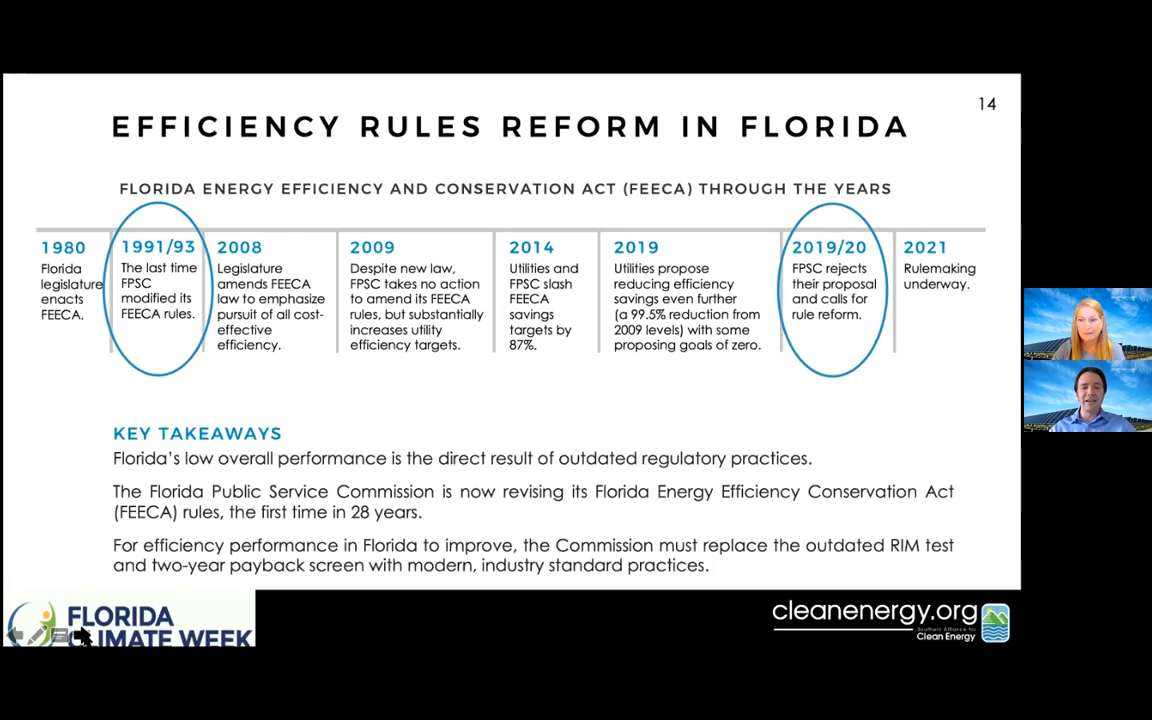 14
EFFICIENCY RULES REFORM IN FLORIDA
FLORIDA ENERGY EFFICIENCY AND CONSERVATION ACT (FEECA) THROUGH THE YEARS
1980
Florida
legislature
enacts
FEECA.
1991/93
The last time
FPSC
modified its
FEECA rules.
2008
Legislature
amends FEECA
law to emphasize
pursuit of all cost-
effective
efficiency.
2009
Despite new law,
FPSC takes no action
to amend its FEECA
rules, but substantially
increases utility
efficiency targets.
2014
Utilities and
FPSC slash
FEECA
savings
targets by
87%.
2019
Utilities propose
reducing efficiency
savings even further
(a 99.5% reduction from
2009 levels) with some
proposing goals of zero.
2019/20
FPSC rejects
their proposal
and calls for
rule reform.
2021
Rulemaking
underway.
KEY TAKEAWAYS
Florida's low overall performance is the direct result of outdated regulatory practices.
The Florida Public Service Commission is now revising its Florida Energy Efficiency Conservation Act
(FEECA) rules, the first time in 28 years.
For efficiency performance in Florida to improve, the Commission must replace the outdated RIM test
and two-year payback screen with modern, industry standard practices.
FLORIDA
CLIMATE WEEK
cleanenergy.org
Southern Alliance for
Clean Energy